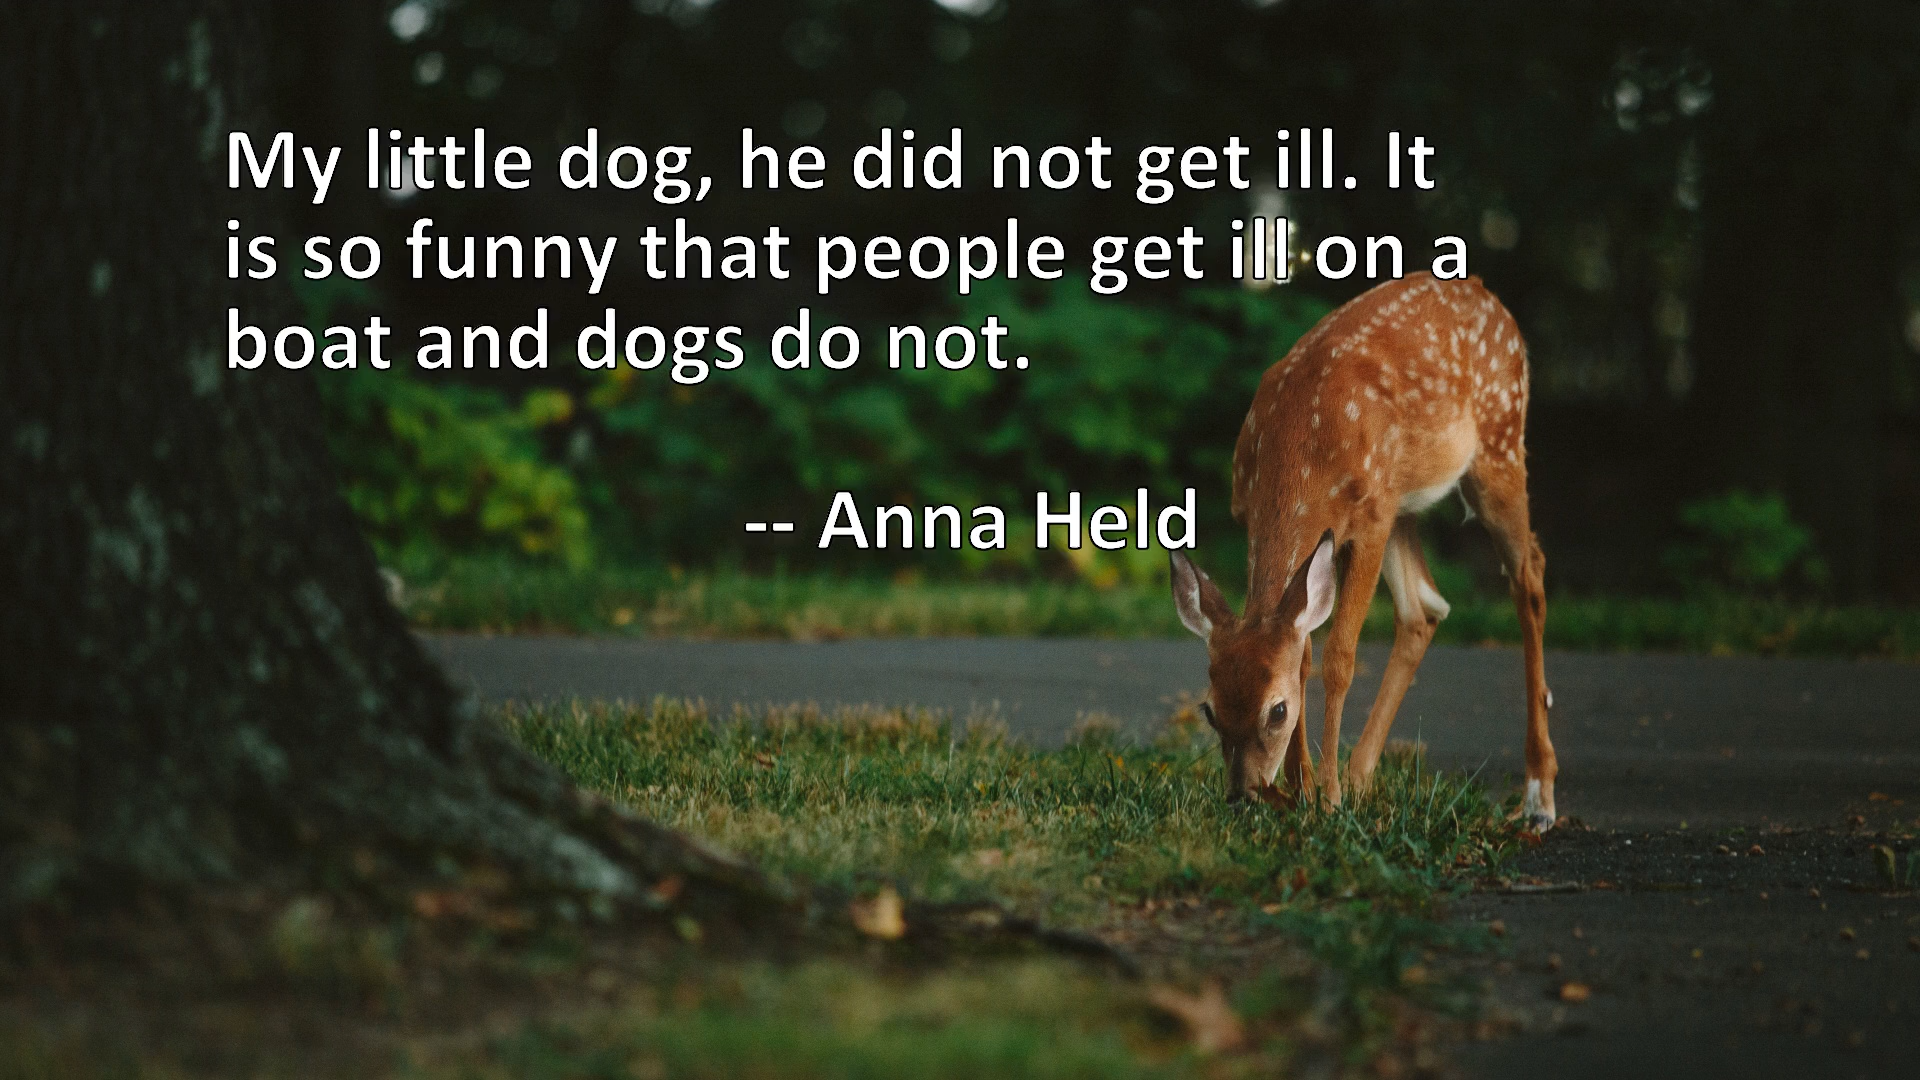 My little dog, he did not get ill. It
is so funny that people get ill on a
boat and dogs do not.
-- Anna Held